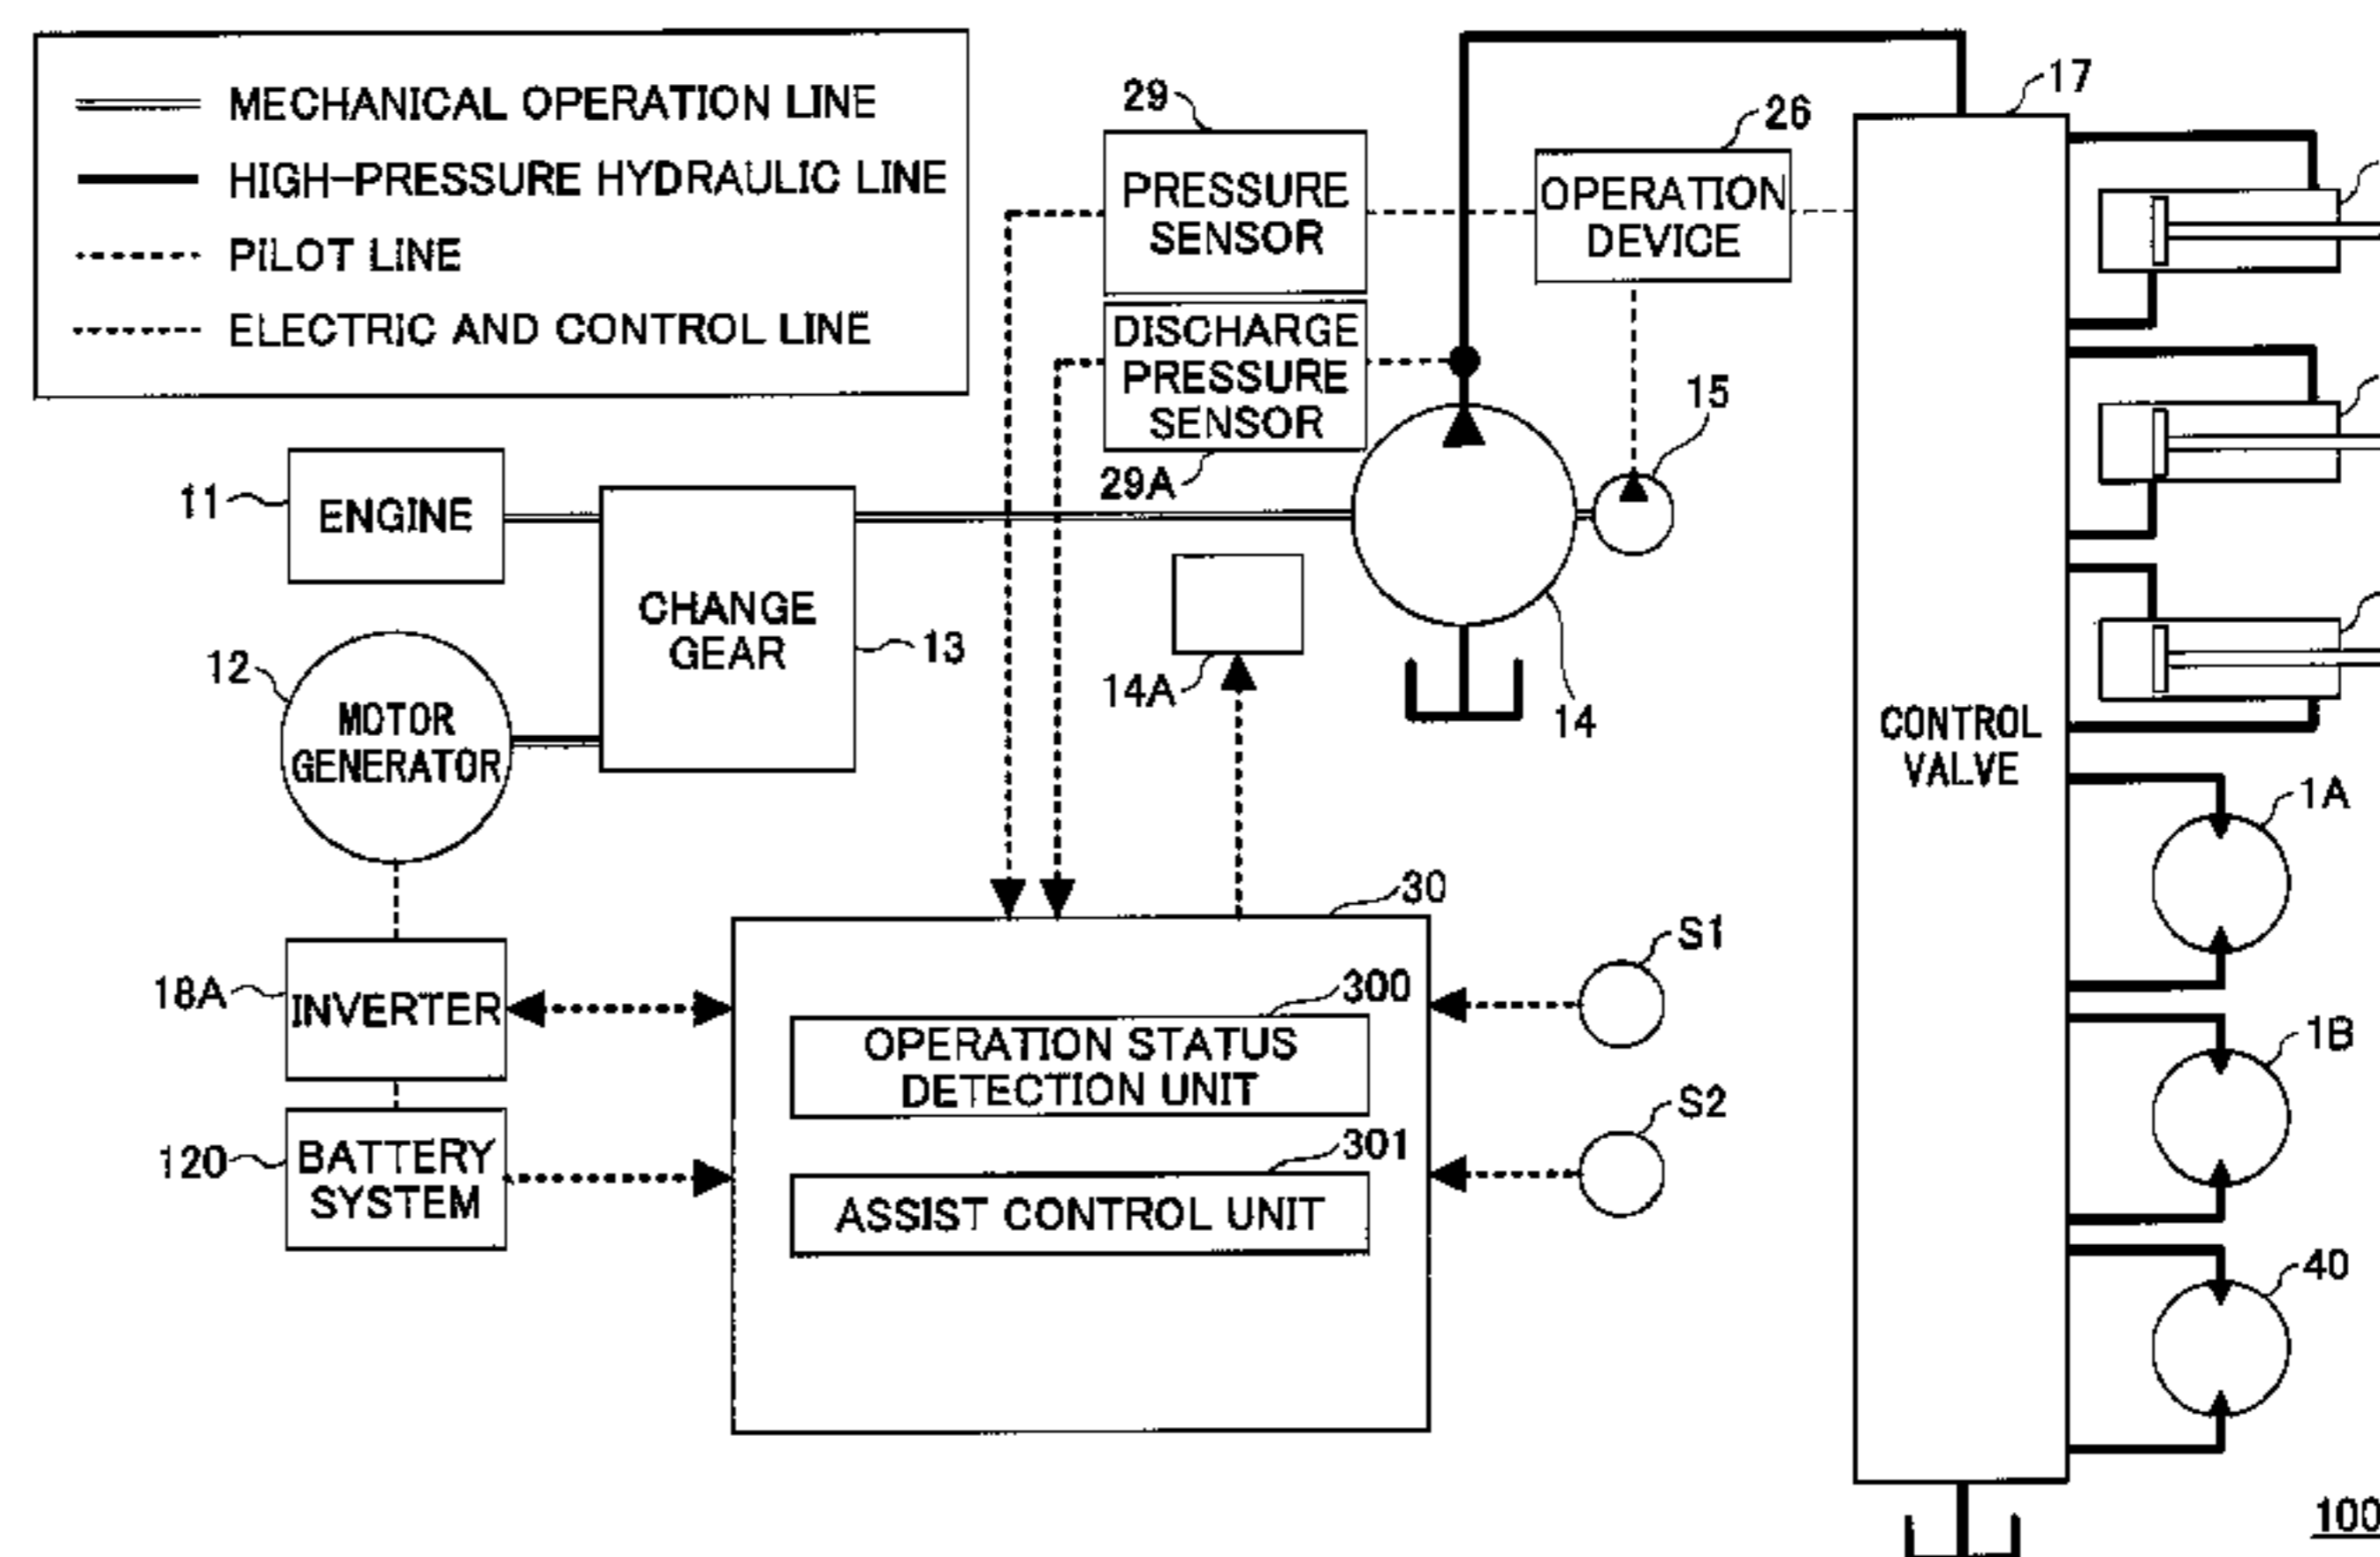 MECHANICAL OPERATION LINE
HIGH-PRESSURE HYDRAULIC LINE
PILOT LINE
ELECTRIC AND CONTROL LINE
17
29
26
PRESSURE
SENSOR
OPERATION
DEVICE
DISCHARGE
PRESSURE
SENSOR
15
29A
11
ENGINE
CHANGE
GEAR
13
12
14A
14
MOTOR
GENERATOR
CONTROL
VALVE
1A
30
S1
18A
INVERTER
300
OPERATION STATUS
DETECTION UNIT
1B
S2
120
BATTERY
SYSTEM
301
ASSIST CONTROL UNIT
40
100